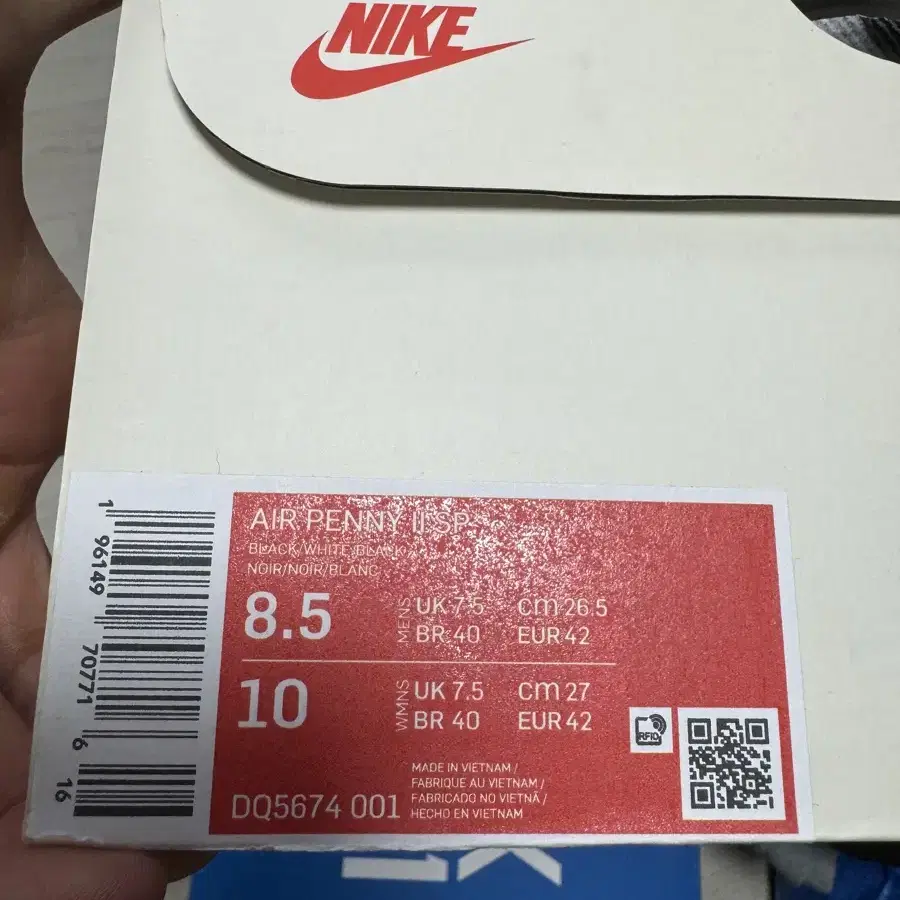 NIKE
AIR PENNY II SP
BLACK/WHITE/BLACK
NOIR/NOIR/BLANC
8.5 MENS UK 7.5 cm 26.5
BR 40 EUR 42
10 WMNS UK 7.5 cm 27
BR 40 EUR 42
RFID
MADE IN VIETNAM /
FABRIQUE AU VIETNAM /
FABRICADO NO VIETNÃ /
HECHO EN VIETNAM
DQ5674 001
1 96149 70771 6 16